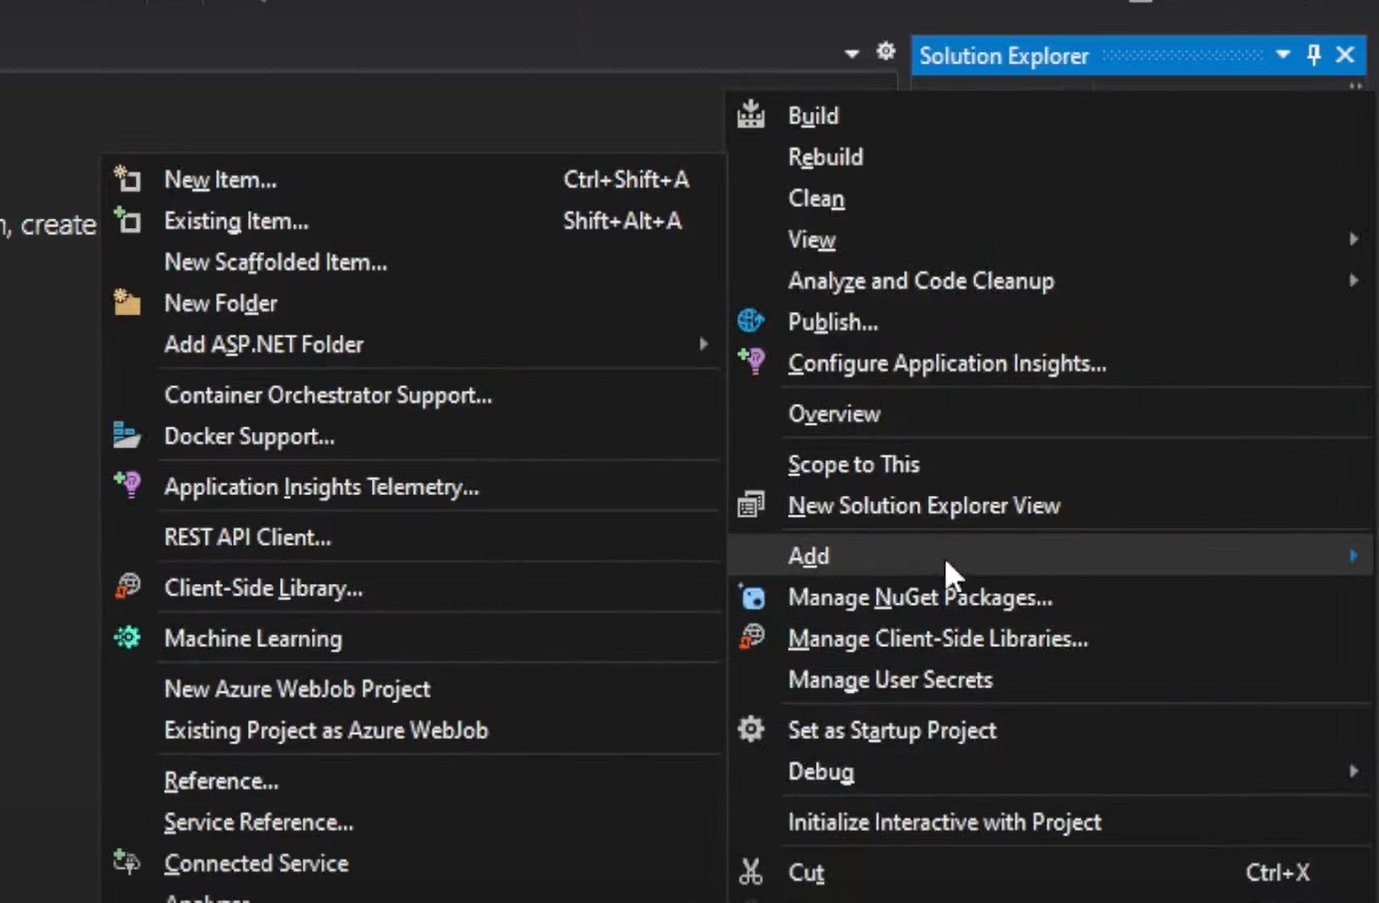 Solution Explorer
Build
Rebuild
Clean
View
Analyze and Code Cleanup
Publish...
Configure Application Insights...
Overview
Scope to This
New Solution Explorer View
Add
Manage NuGet Packages...
Manage Client-Side Libraries...
Manage User Secrets
Set as Startup Project
Debug
Initialize Interactive with Project
Cut Ctrl+X
create
New Item... Ctrl+Shift+A
Existing Item... Shift+Alt+A
New Scaffolded Item...
New Folder
Add ASP.NET Folder
Container Orchestrator Support...
Docker Support...
Application Insights Telemetry...
REST API Client...
Client-Side Library...
Machine Learning
New Azure WebJob Project
Existing Project as Azure WebJob
Reference...
Service Reference...
Connected Service